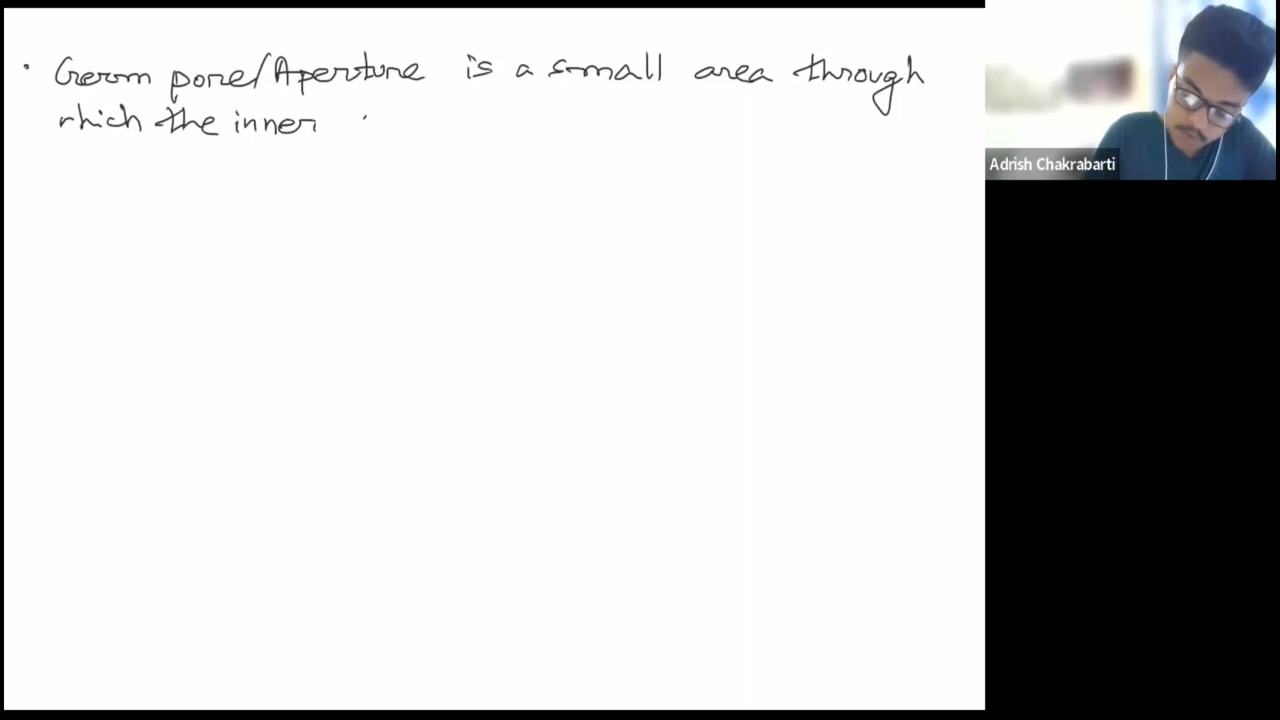 • Germ pore/Aperture is a small area through
which the inner
Adrish Chakrabarti